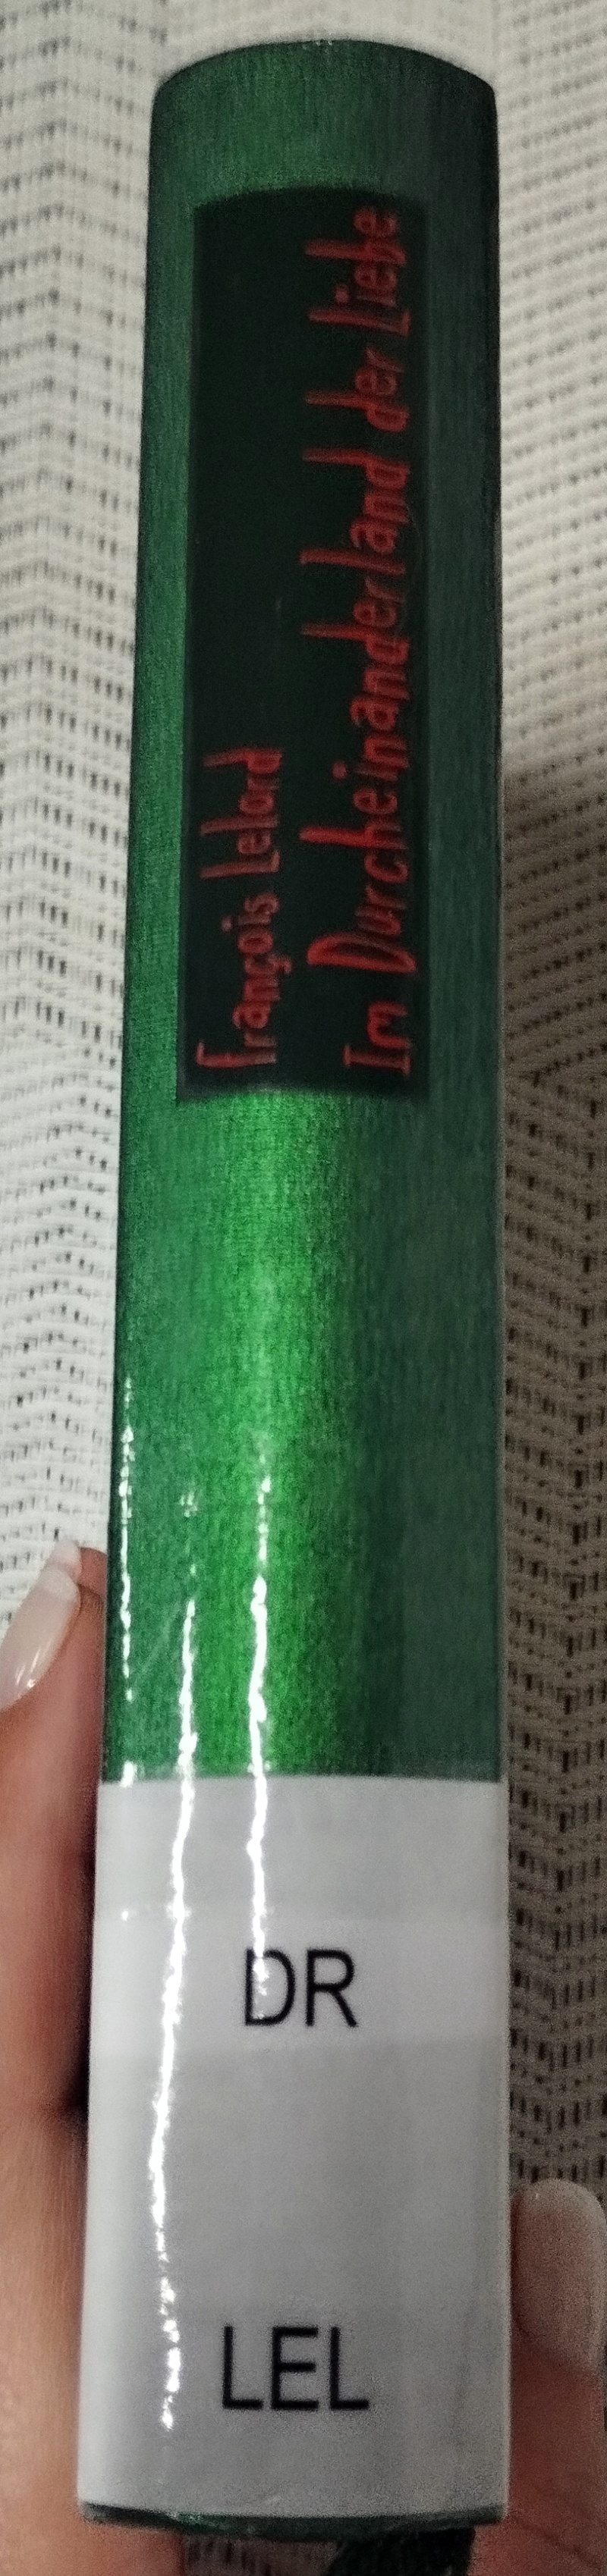 François Lelord
Im Durcheinanderland der Liebe
DR
LEL